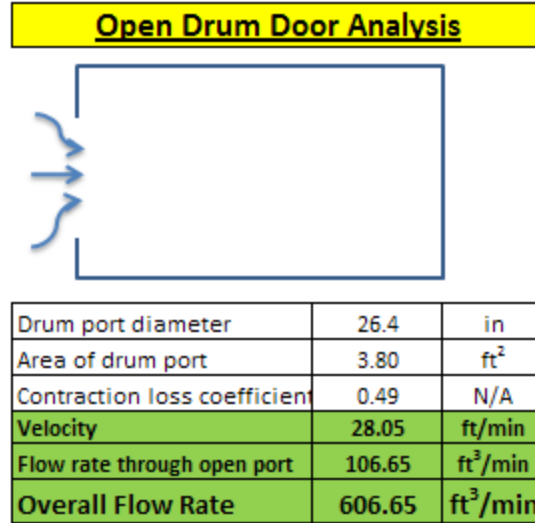 Open Drum Door Analysis
Drum port diameter 26.4 in
Area of drum port 3.80 ft²
Contraction loss coefficient 0.49 N/A
Velocity 28.05 ft/min
Flow rate through open port 106.65 ft³/min
Overall Flow Rate 606.65 ft³/min